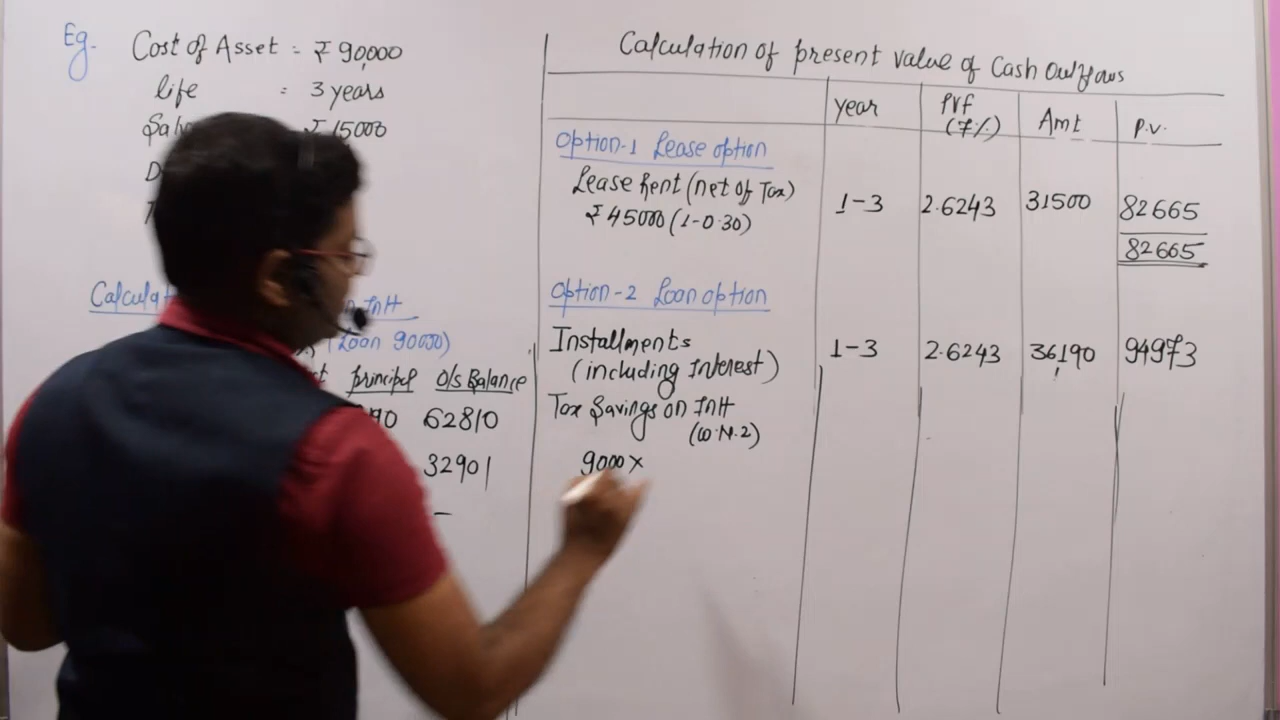 Eg. Cost of Asset = ₹ 90,000
life = 3 years
₹ 15000
(Loan 90000)
principal O/s Balance
62810
32901
-
Calculation of present value of Cash Outflows
year PVF (7%) Amt P.V.
Option-1 Lease option
Lease Rent (net of Tax) 1-3 2.6243 31500 82665
₹ 45000 (1-0.30)
82665
Option-2 Loan option
Installments 1-3 2.6243 36190 94973
(including Interest)
Tax Savings on Int
(W.N.2)
9000 x